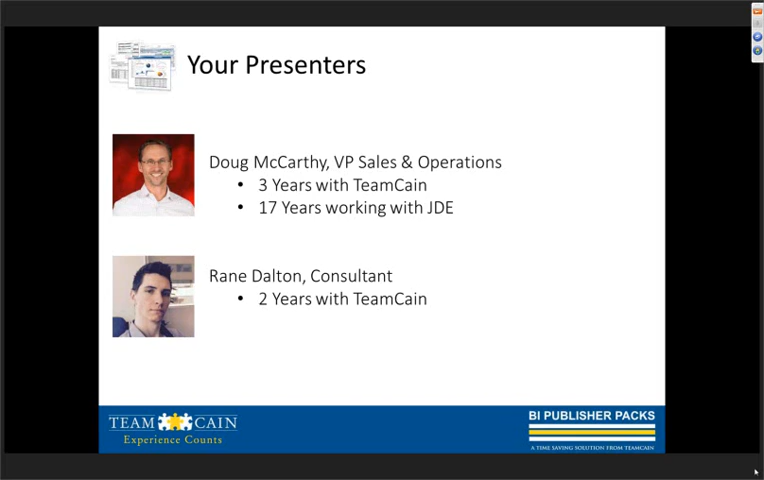 Your Presenters
Doug McCarthy, VP Sales & Operations
• 3 Years with TeamCain
• 17 Years working with JDE
Rane Dalton, Consultant
• 2 Years with TeamCain
TEAM CAIN
Experience Counts
BI PUBLISHER PACKS
A TIME SAVING SOLUTION FROM TEAMCAIN